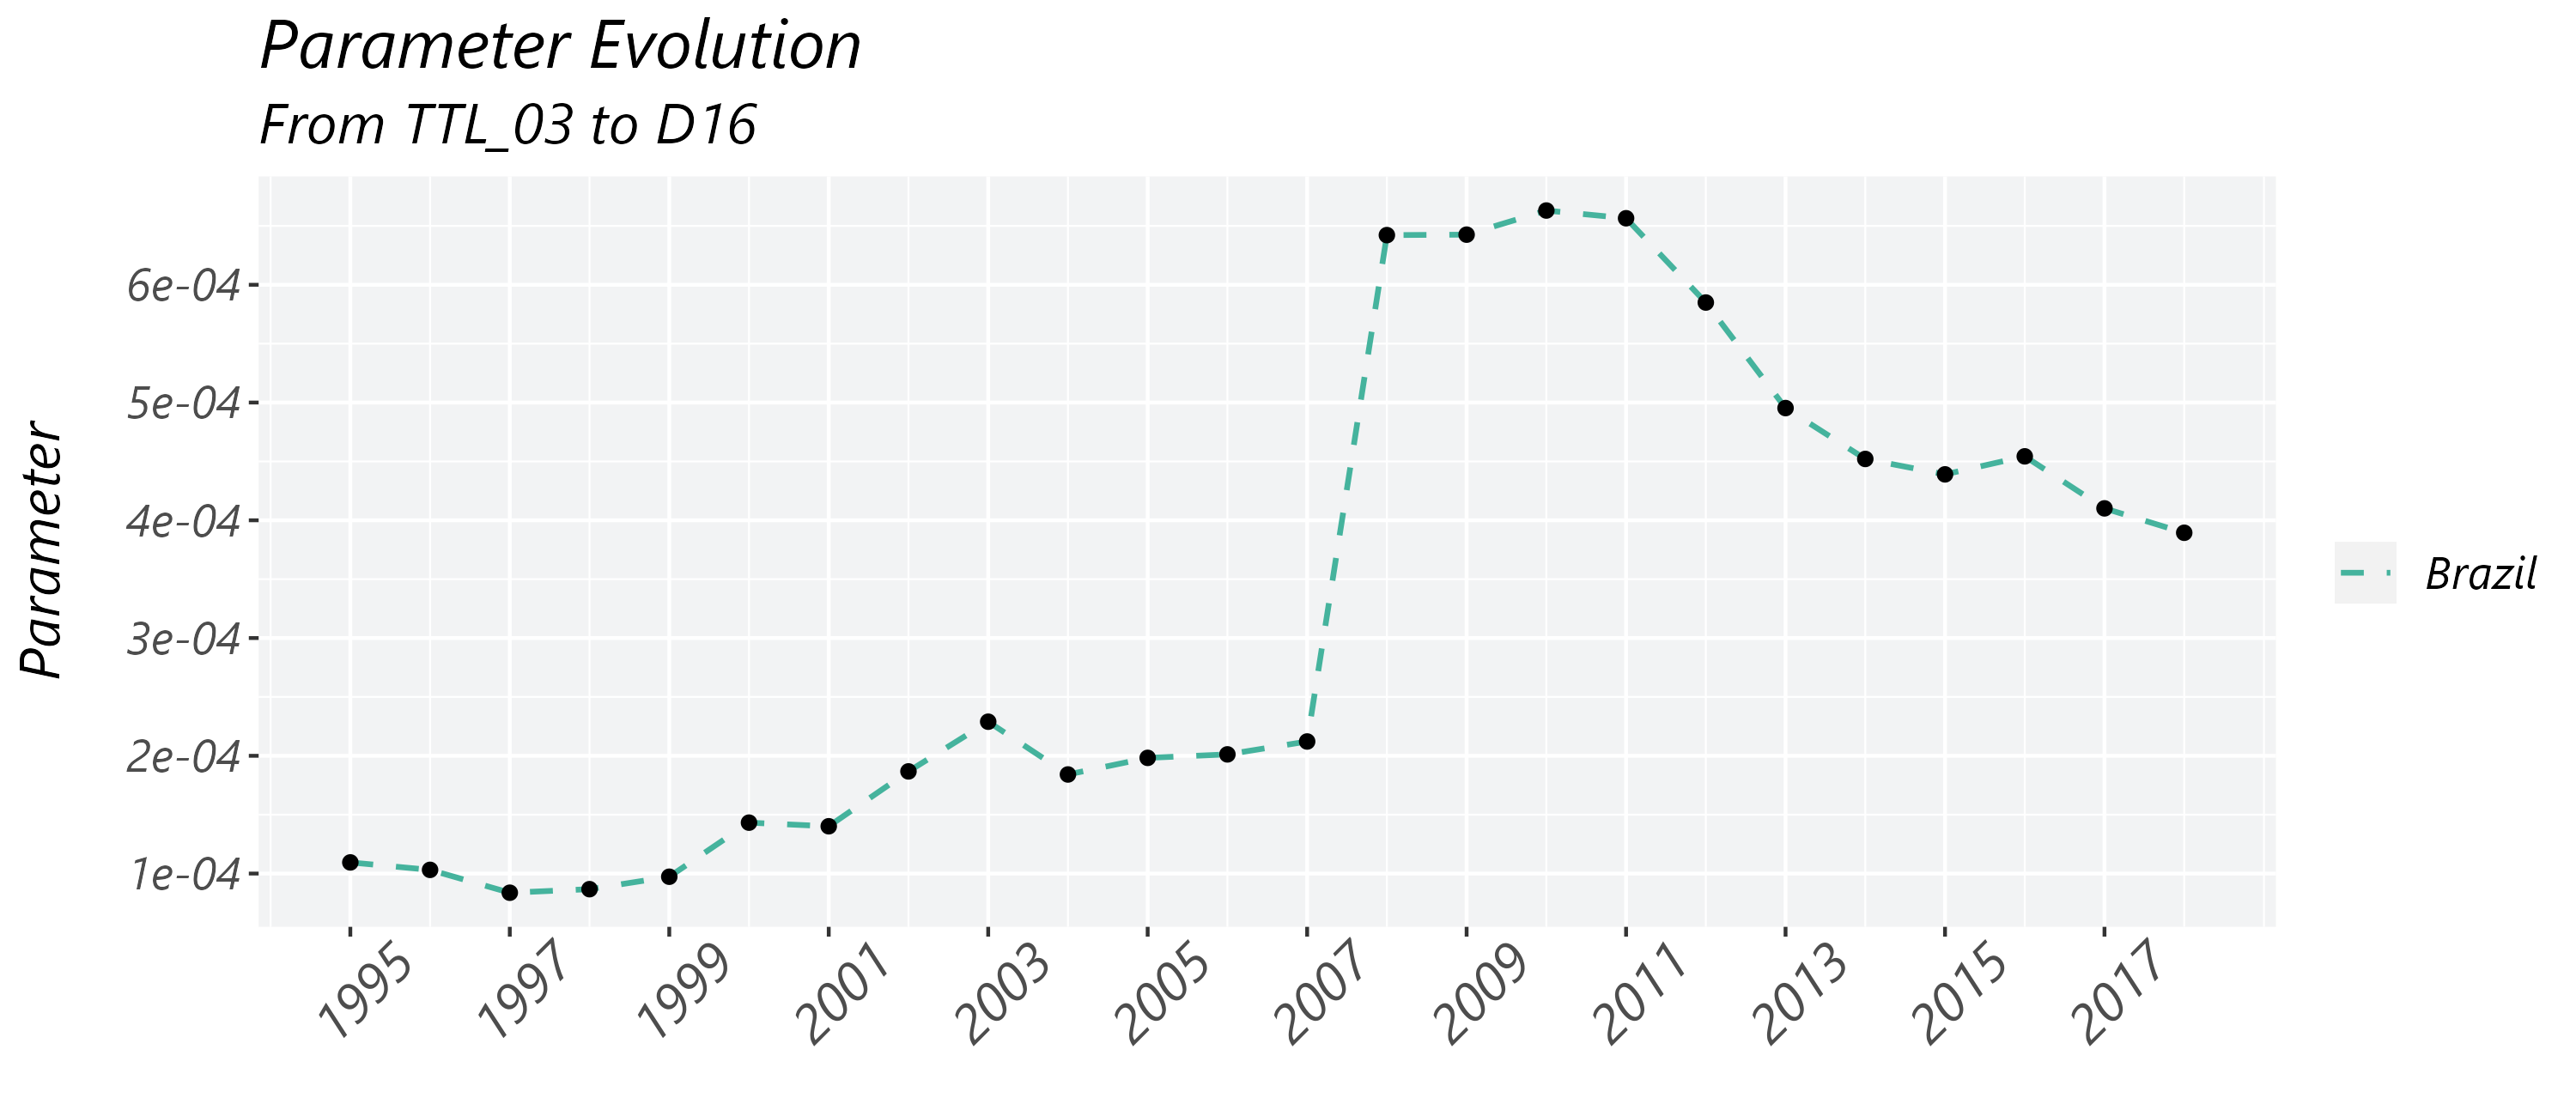 Parameter Evolution
From TTL_03 to D16
Parameter
6e-04
5e-04
4e-04
3e-04
2e-04
1e-04
1995
1997
1999
2001
2003
2005
2007
2009
2011
2013
2015
2017
Brazil